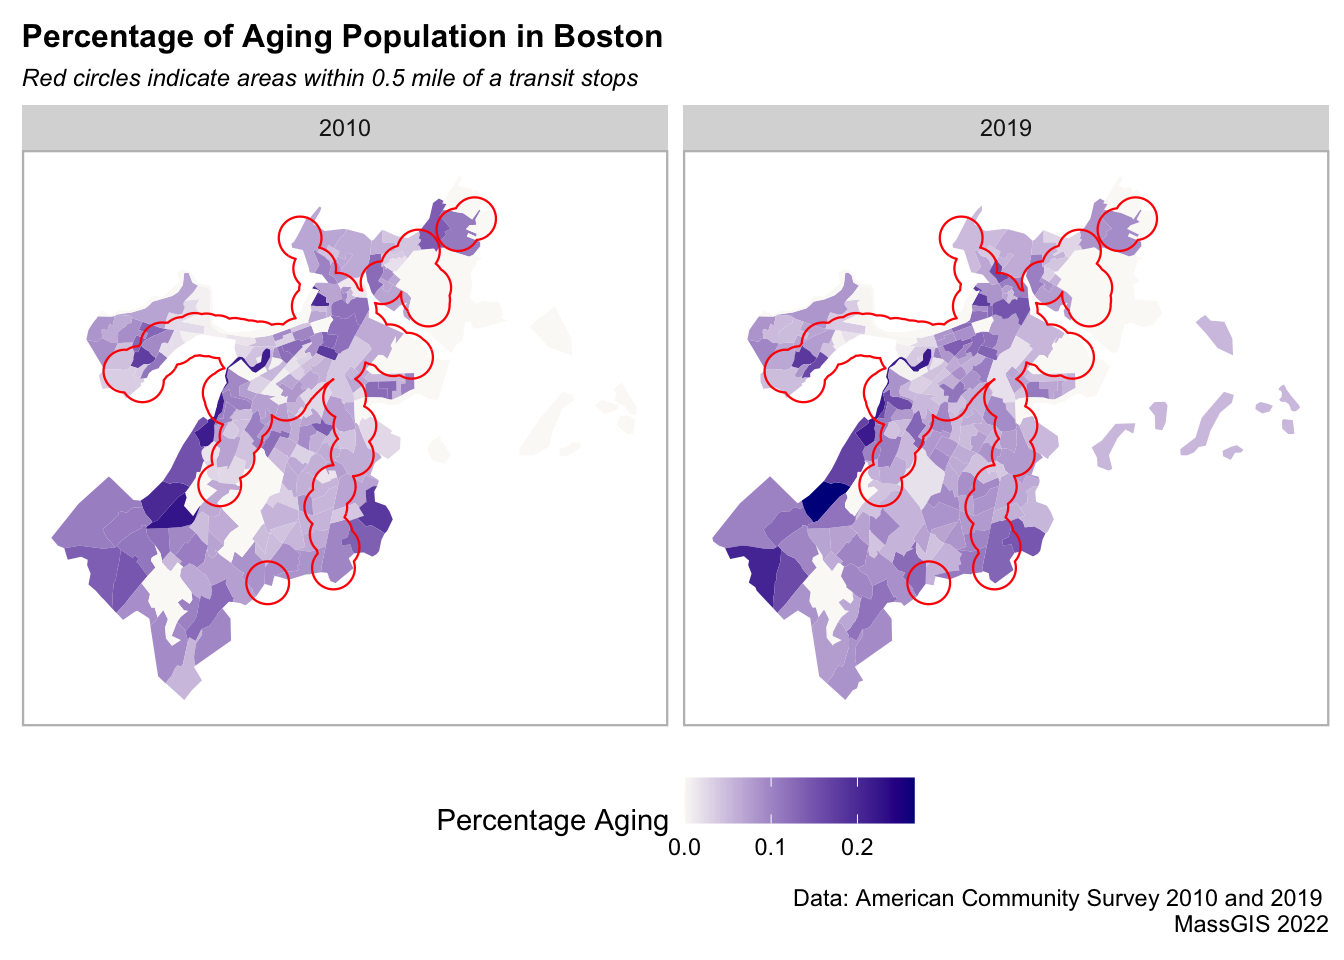 Percentage of Aging Population in Boston
Red circles indicate areas within 0.5 mile of a transit stops
2010
2019
Percentage Aging
0.0 0.1 0.2
Data: American Community Survey 2010 and 2019
MassGIS 2022